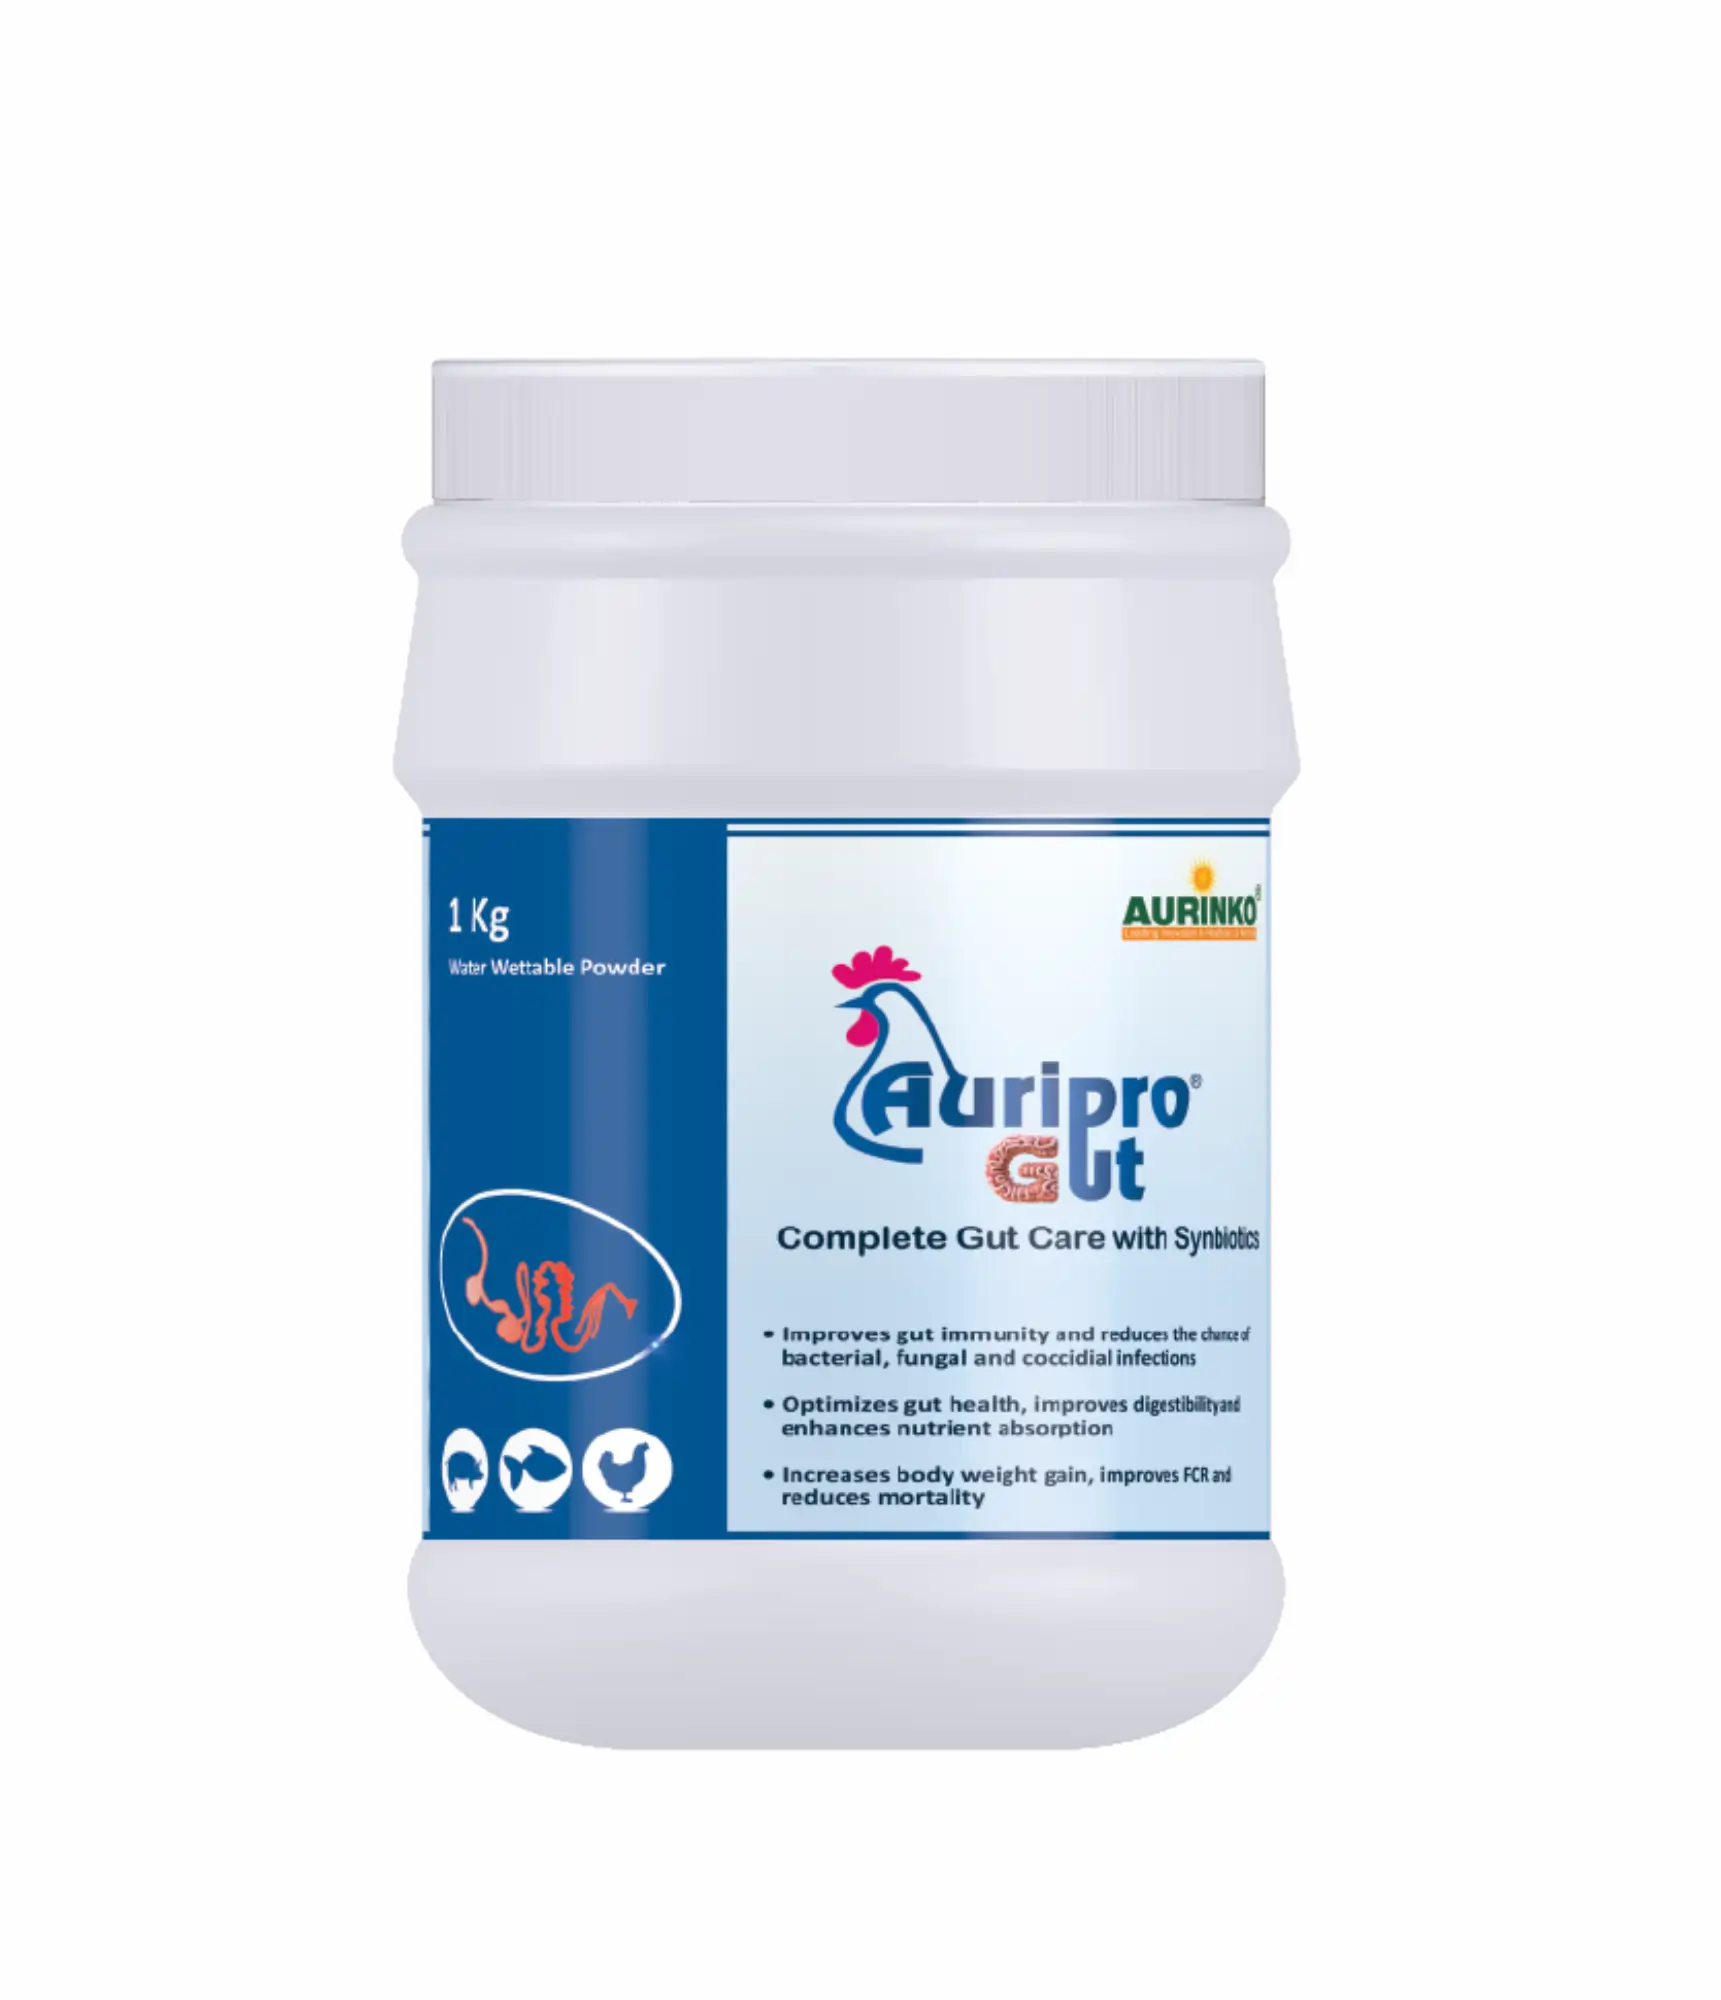 1 Kg
Water Wettable Powder
AURINKO
Auripro®
Gut
Complete Gut Care with Synbiotics
• Improves gut immunity and reduces the chance of
bacterial, fungal and coccidial infections
• Optimizes gut health, improves digestibility and
enhances nutrient absorption
• Increases body weight gain, improves FCR and
reduces mortality